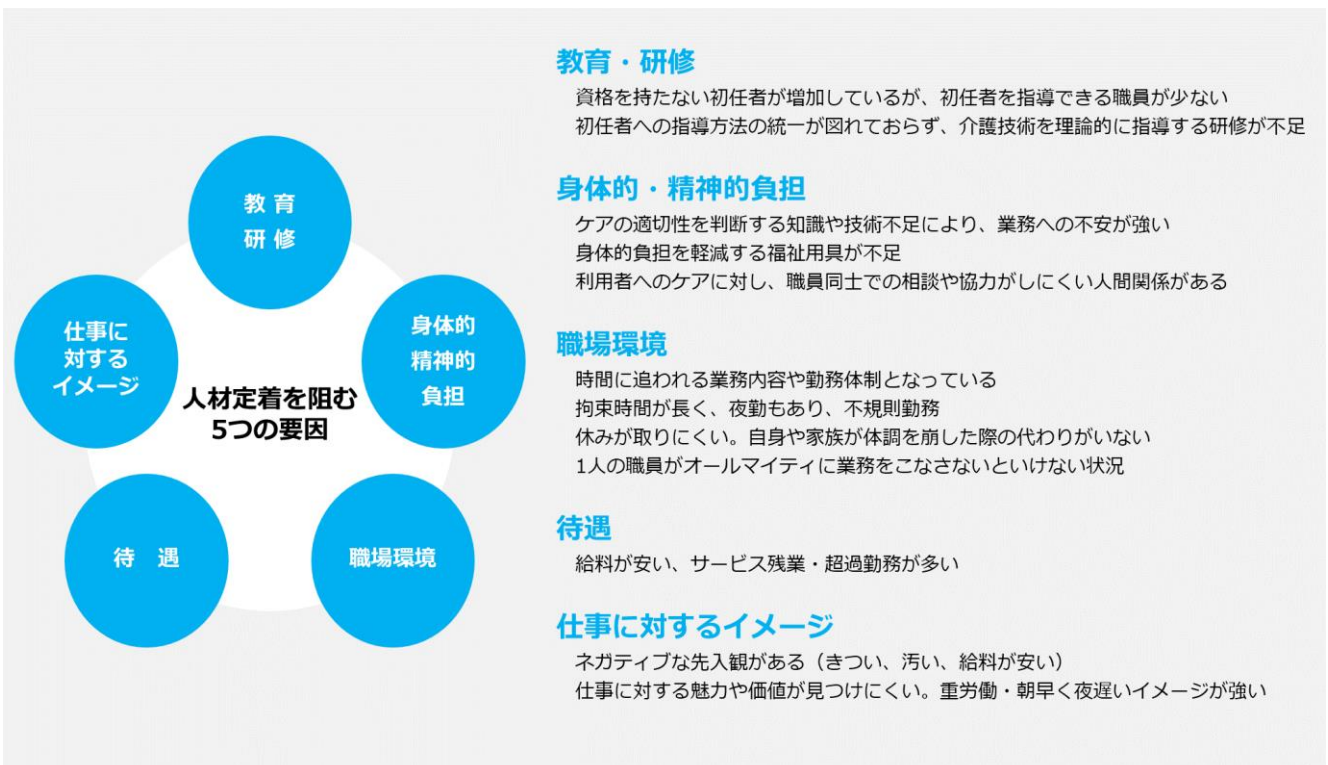 教育
研修
身体的
精神的
負担
職場環境
待 遇
仕事に
対する
イメージ
人材定着を阻む
5つの要因
教育・研修
資格を持たない初任者が増加しているが、初任者を指導できる職員が少ない
初任者への指導方法の統一が図れておらず、介護技術を理論的に指導する研修が不足
身体的・精神的負担
ケアの適切性を判断する知識や技術不足により、業務への不安が強い
身体的負担を軽減する福祉用具が不足
利用者へのケアに対し、職員同士での相談や協力がしにくい人間関係がある
職場環境
時間に追われる業務内容や勤務体制となっている
拘束時間が長く、夜勤もあり、不規則勤務
休みが取りにくい。自身や家族が体調を崩した際の代わりがいない
1人の職員がオールマイティに業務をこなさないといけない状況
待遇
給料が安い、サービス残業・超過勤務が多い
仕事に対するイメージ
ネガティブな先入観がある（きつい、汚い、給料が安い）
仕事に対する魅力や価値が見つけにくい。重労働・朝早く夜遅いイメージが強い